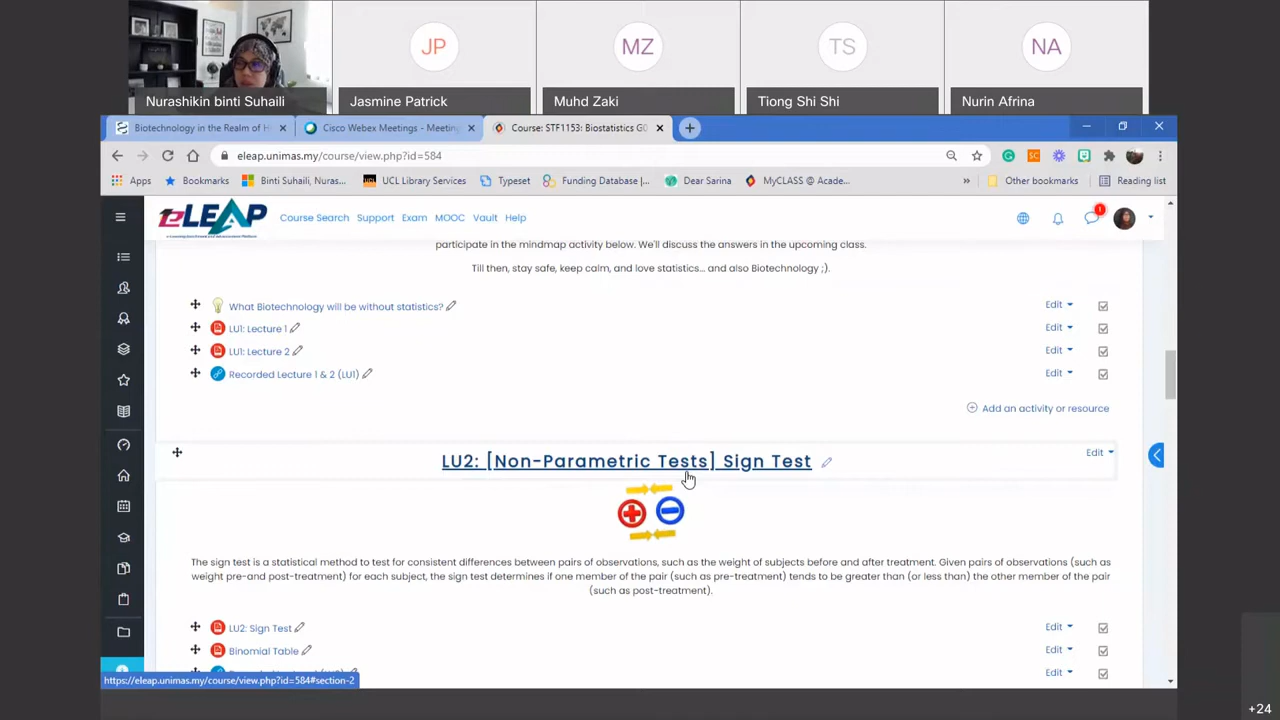 JP
MZ
TS
NA
Nurashikin binti Suhaili
Jasmine Patrick
Muhd Zaki
Tiong Shi Shi
Nurin Afrina
Biotechnology in the Realm of H
Cisco Webex Meetings - Meeting
Course: STF1153: Biostatistics G0
eleap.unimas.my/course/view.php?id=584
Apps
Bookmarks
Binti Suhaili, Nuras...
UCL Library Services
Typeset
Funding Database |...
Dear Sarina
MyCLASS @ Acade...
»
Other bookmarks
Reading list
eLEAP
Course Search
Support
Exam
MOOC
Vault
Help
1
participate in the mindmap activity below. We'll discuss the answers in the upcoming class.
Till then, stay safe, keep calm, and love statistics... and also Biotechnology ;).
What Biotechnology will be without statistics?
Edit
LU1: Lecture 1
Edit
LU1: Lecture 2
Edit
Recorded Lecture 1 & 2 (LU1)
Edit
Add an activity or resource
LU2: [Non-Parametric Tests] Sign Test
Edit
The sign test is a statistical method to test for consistent differences between pairs of observations, such as the weight of subjects before and after treatment. Given pairs of observations (such as
weight pre-and post-treatment) for each subject, the sign test determines if one member of the pair (such as pre-treatment) tends to be greater than (or less than) the other member of the pair
(such as post-treatment).
LU2: Sign Test
Edit
Binomial Table
Edit
Edit
https://eleap.unimas.my/course/view.php?id=584#section-2
+24